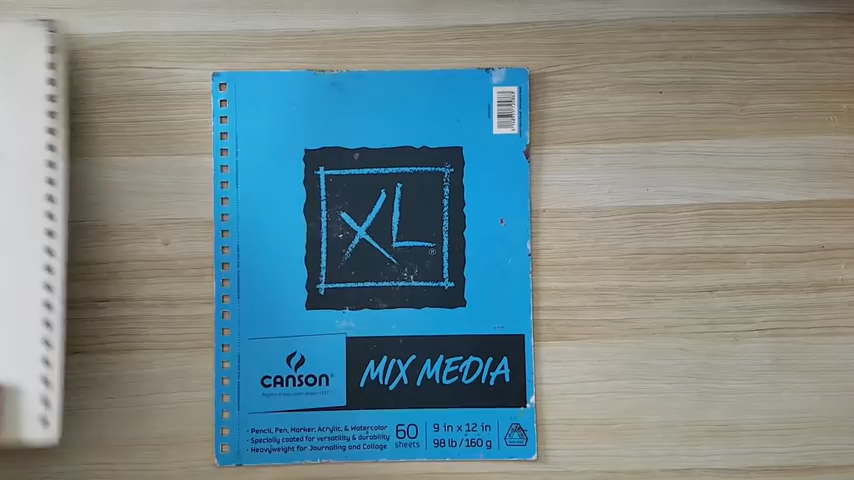 XL®
CANSON®
MIX MEDIA
• Pencil, Pen, Marker, Acrylic, & Watercolor
• Specially coated for versatility & durability
• Heavyweight for Journaling and Collage
60
sheets
9 in x 12 in
98 lb / 160 g